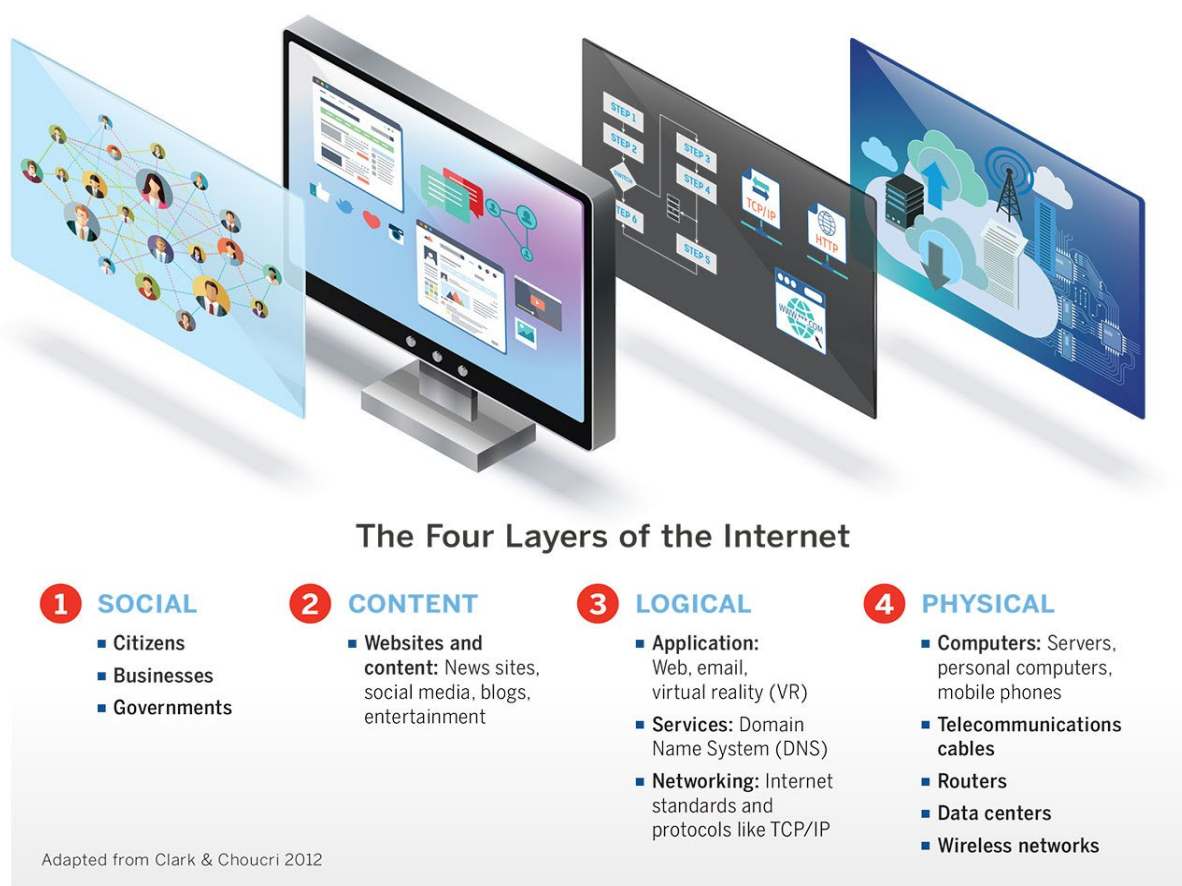 STEP 1
STEP 2
SWITCH
STEP 3
STEP 4
TEP 6
STEP 5
TCP/IP
HTTP
WWW.***.COM
The Four Layers of the Internet
1 SOCIAL
Citizens
Businesses
Governments
2 CONTENT
Websites and
content: News sites,
social media, blogs,
entertainment
3 LOGICAL
Application:
Web, email,
virtual reality (VR)
Services: Domain
Name System (DNS)
Networking: Internet
standards and
protocols like TCP/IP
4 PHYSICAL
Computers: Servers,
personal computers,
mobile phones
Telecommunications
cables
Routers
Data centers
Wireless networks
Adapted from Clark & Choucri 2012